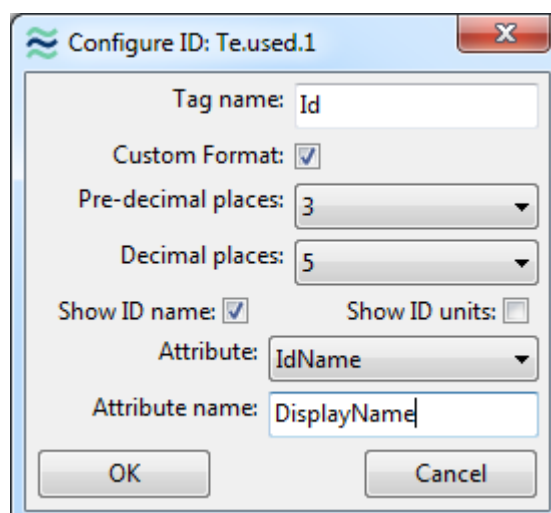 Configure ID: Te.used.1
Tag name: Id
Custom Format:
Pre-decimal places: 3
Decimal places: 5
Show ID name: Show ID units:
Attribute: IdName
Attribute name: DisplayName
OK Cancel